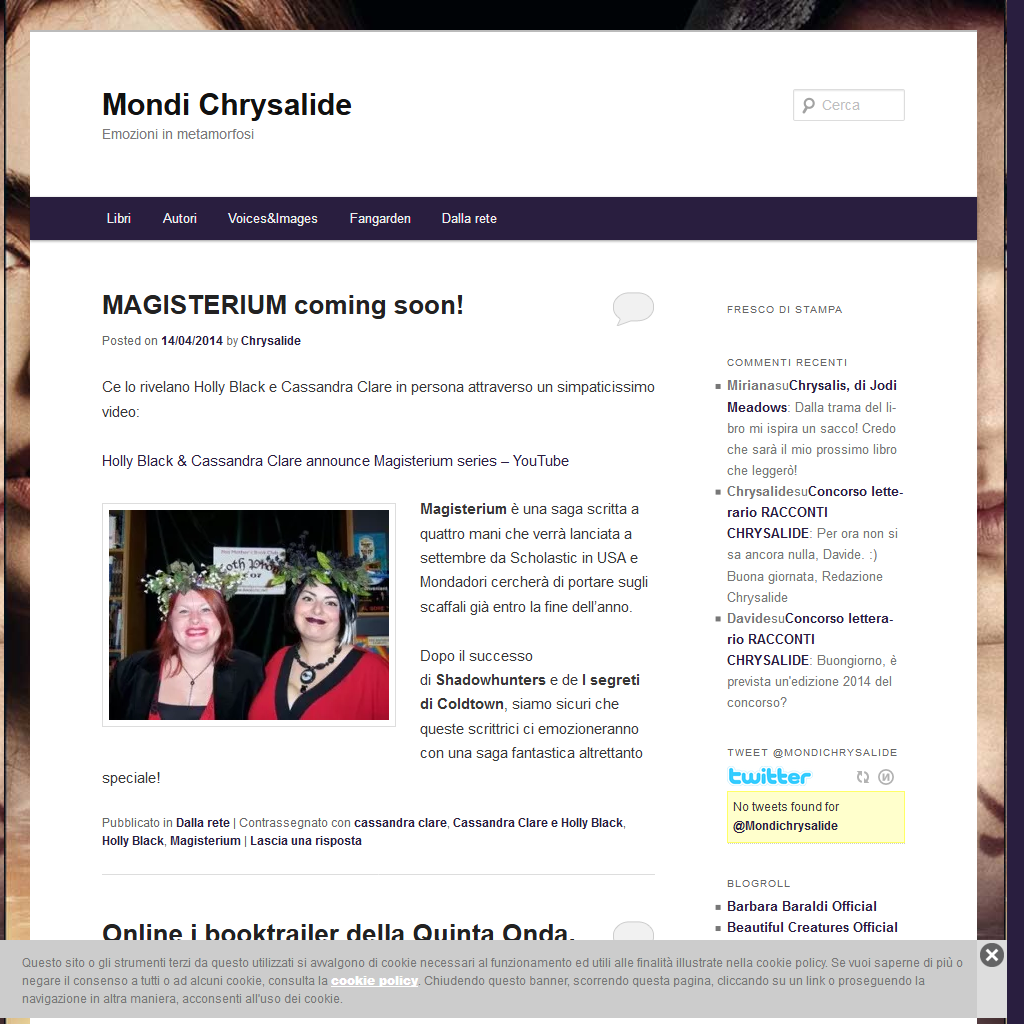 Mondi Chrysalide
Emozioni in metamorfosi
Cerca
Libri
Autori
Voices&Images
Fangarden
Dalla rete
MAGISTERIUM coming soon!
Posted on 14/04/2014 by Chrysalide
Ce lo rivelano Holly Black e Cassandra Clare in persona attraverso un simpaticissimo
video:
Holly Black & Cassandra Clare announce Magisterium series – YouTube
Magisterium è una saga scritta a
quattro mani che verrà lanciata a
settembre da Scholastic in USA e
Mondadori cercherà di portare sugli
scaffali già entro la fine dell'anno.
Dopo il successo
di Shadowhunters e de I segreti
di Coldtown, siamo sicuri che
queste scrittrici ci emozioneranno
con una saga fantastica altrettanto
speciale!
Pubblicato in Dalla rete | Contrassegnato con cassandra clare, Cassandra Clare e Holly Black,
Holly Black, Magisterium | Lascia una risposta
Online i booktrailer della Quinta Onda.
FRESCO DI STAMPA
COMMENTI RECENTI
MirianasuChrysalis, di Jodi
Meadows: Dalla trama del li-
bro mi ispira un sacco! Credo
che sarà il mio prossimo libro
che leggerò!
ChrysalidesuConcorso lette-
rario RACCONTI
CHRYSALIDE: Per ora non si
sa ancora nulla, Davide. :)
Buona giornata, Redazione
Chrysalide
DavidesuConcorso lettera-
rio RACCONTI
CHRYSALIDE: Buongiorno, è
prevista un'edizione 2014 del
concorso?
TWEET @MONDICHRYSALIDE
twitter
No tweets found for
@Mondichrysalide
BLOGROLL
Barbara Baraldi Official
Beautiful Creatures Official
Questo sito o gli strumenti terzi da questo utilizzati si avvalgono di cookie necessari al funzionamento ed utili alle finalità illustrate nella cookie policy. Se vuoi saperne di più o
negare il consenso a tutti o ad alcuni cookie, consulta la cookie policy. Chiudendo questo banner, scorrendo questa pagina, cliccando su un link o proseguendo la
navigazione in altra maniera, acconsenti all'uso dei cookie.